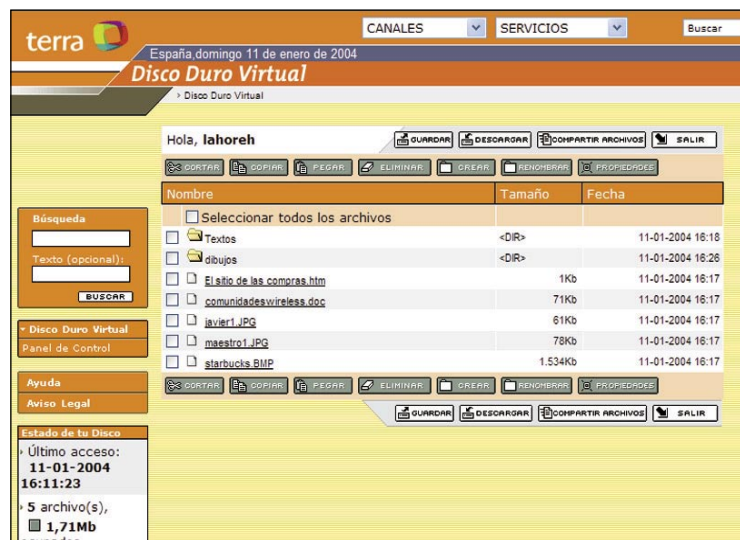 terra
CANALES
SERVICIOS
Buscar
España,domingo 11 de enero de 2004
Disco Duro Virtual
› Disco Duro Virtual
Hola, lahoreh
GUARDAR DESCARGAR COMPARTIR ARCHIVOS SALIR
CORTAR COPIAR PEGAR ELIMINAR CREAR RENOMBRAR PROPIEDADES
Nombre Tamaño Fecha
Seleccionar todos los archivos
Textos <DIR> 11-01-2004 16:18
dibujos <DIR> 11-01-2004 16:26
El sitio de las compras.htm 1Kb 11-01-2004 16:17
comunidadeswireless.doc 71Kb 11-01-2004 16:17
javier1.JPG 61Kb 11-01-2004 16:17
maestro1.JPG 78Kb 11-01-2004 16:17
starbucks.BMP 1.534Kb 11-01-2004 16:17
CORTAR COPIAR PEGAR ELIMINAR CREAR RENOMBRAR PROPIEDADES
GUARDAR DESCARGAR COMPARTIR ARCHIVOS SALIR
Búsqueda
Texto (opcional):
BUSCAR
Disco Duro Virtual
Panel de Control
Ayuda
Aviso Legal
Estado de tu Disco
› Último acceso:
11-01-2004
16:11:23
› 5 archivo(s),
1,71Mb